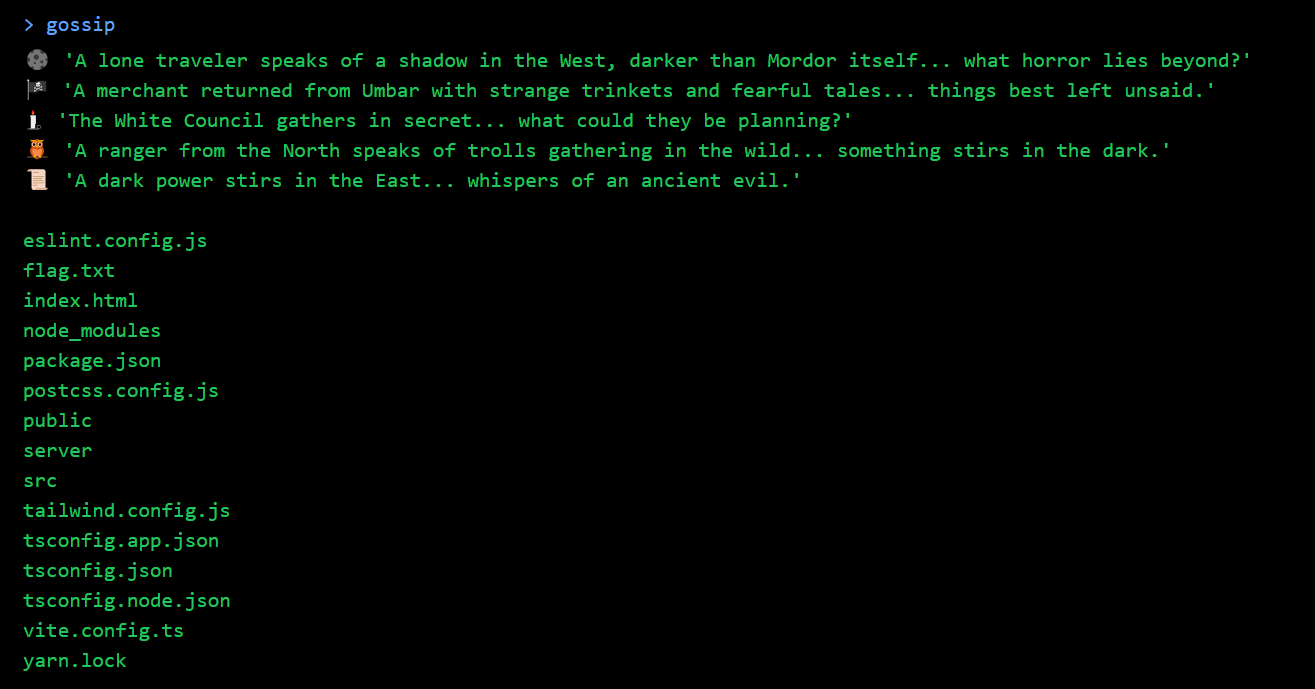 > gossip
'A lone traveler speaks of a shadow in the West, darker than Mordor itself... what horror lies beyond?'
'A merchant returned from Umbar with strange trinkets and fearful tales... things best left unsaid.'
'The White Council gathers in secret... what could they be planning?'
'A ranger from the North speaks of trolls gathering in the wild... something stirs in the dark.'
'A dark power stirs in the East... whispers of an ancient evil.'
eslint.config.js
flag.txt
index.html
node_modules
package.json
postcss.config.js
public
server
src
tailwind.config.js
tsconfig.app.json
tsconfig.json
tsconfig.node.json
vite.config.ts
yarn.lock